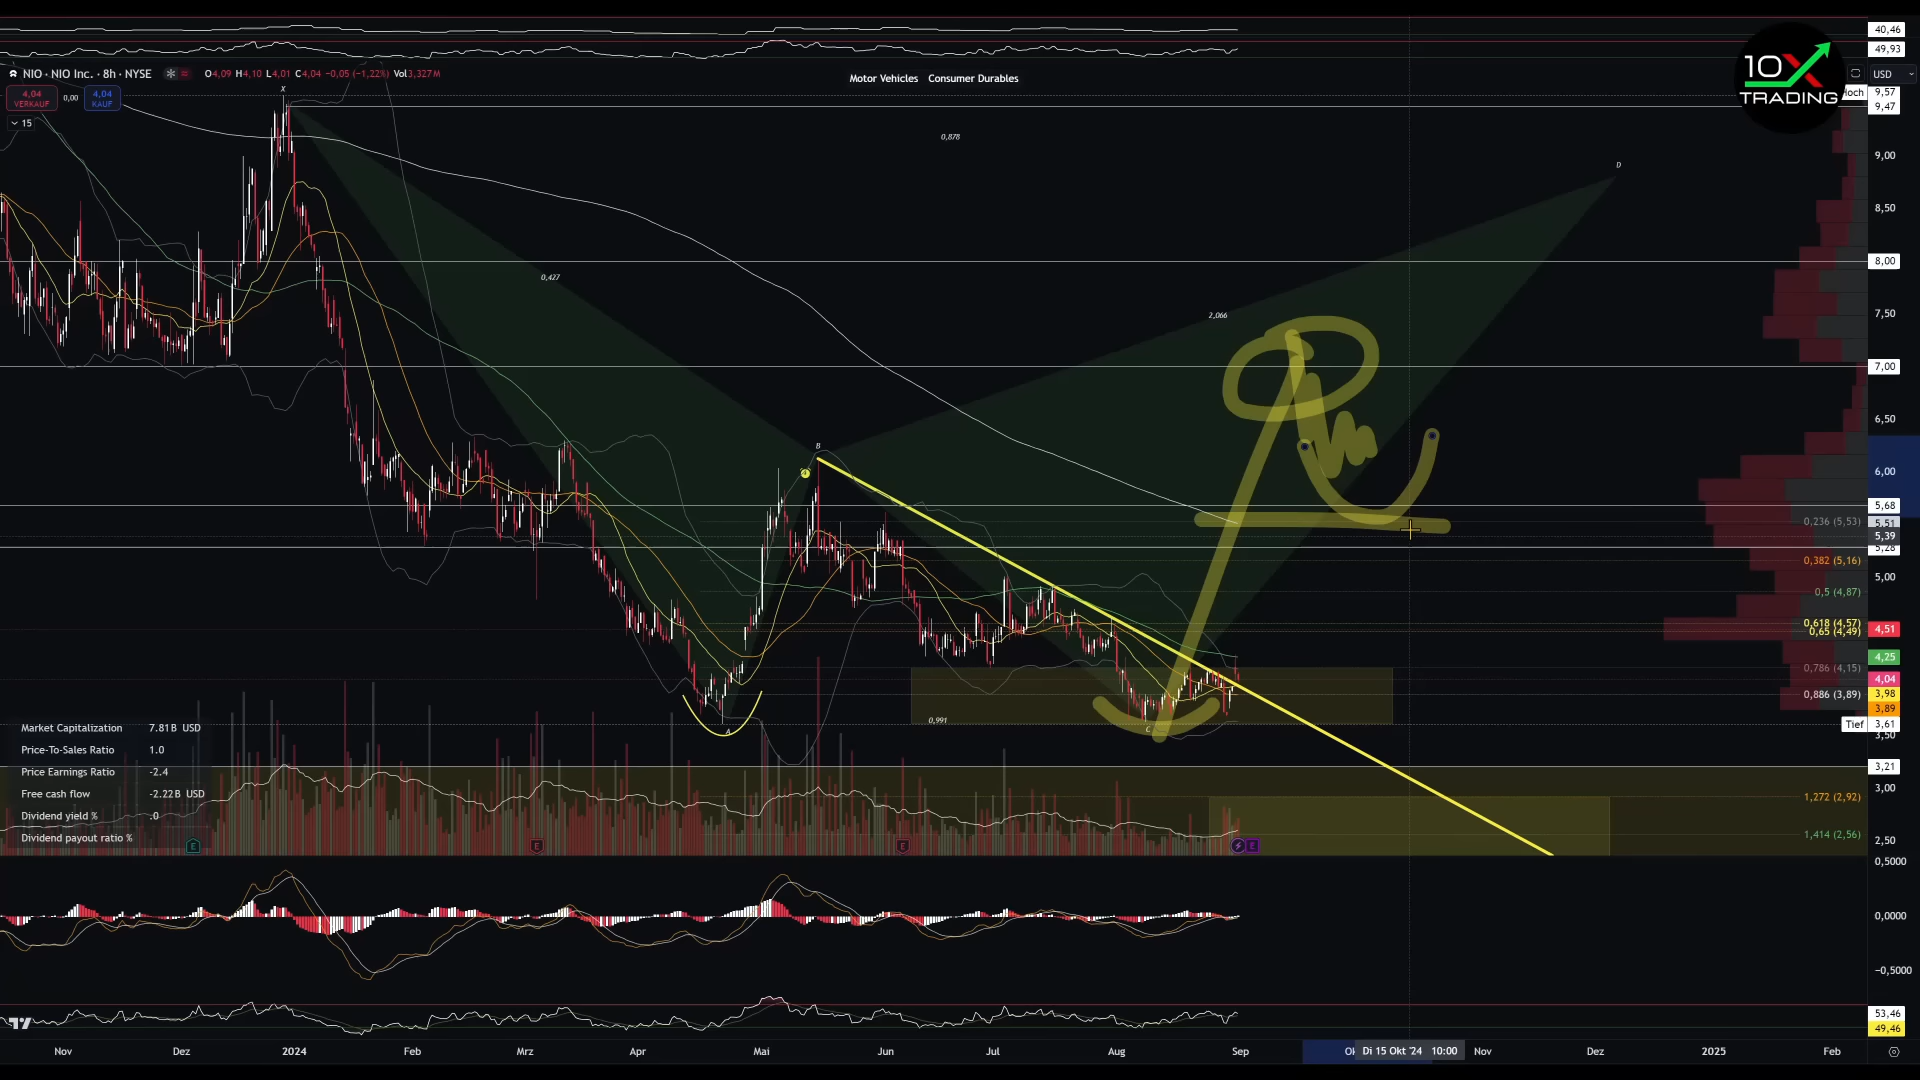 40,46
49,93
NIO · NIO Inc. · 8h · NYSE
O4,09 H4,10 L4,01 C4,04 −0,05 (−1,22%) Vol3,327M
Motor Vehicles Consumer Durables
10X
TRADING
USD
4,04
VERKAUF
0,00
4,04
KAUF
15
X
Hoch 9,57
9,47
0,878
9,00
D
8,50
8,00
0,427
7,50
2,066
7,00
6,50
B
6,00
5,68
0,236 (5,53)
5,51
5,39
5,28
0,382 (5,16)
5,00
0,5 (4,87)
0,618 (4,57)
0,65 (4,49)
4,51
4,25
0,786 (4,15)
4,04
0,886 (3,89)
3,98
3,89
0,991
Tief 3,61
3,50
A
C
Market Capitalization 7.81B USD
Price-To-Sales Ratio 1.0
Price Earnings Ratio -2.4
Free cash flow -2.22B USD
Dividend yield % .0
Dividend payout ratio %
3,21
3,00
1,272 (2,92)
1,414 (2,56)
2,50
E
E
E
E
0,5000
0,0000
−0,5000
53,46
49,46
Nov Dez 2024 Feb Mrz Apr Mai Jun Jul Aug Sep Di 15 Okt '24 10:00 Nov Dez 2025 Feb